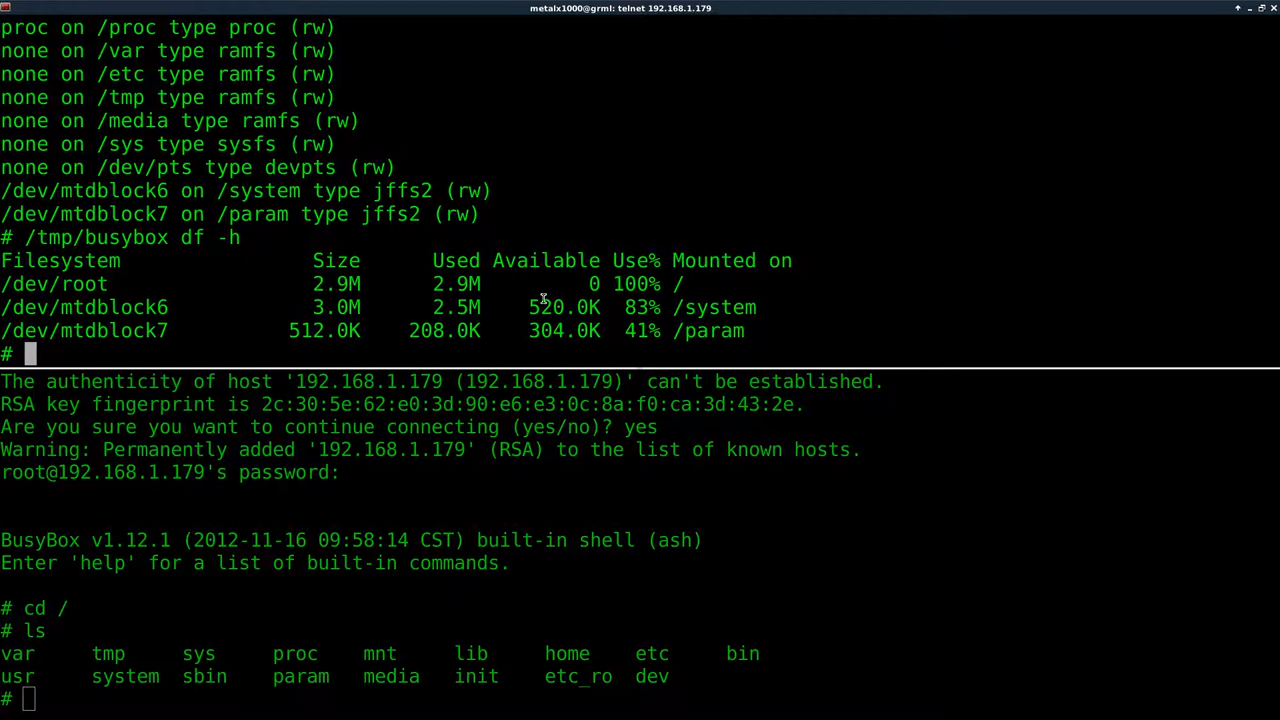 metalx1000@grml: telnet 192.168.1.179
proc on /proc type proc (rw)
none on /var type ramfs (rw)
none on /etc type ramfs (rw)
none on /tmp type ramfs (rw)
none on /media type ramfs (rw)
none on /sys type sysfs (rw)
none on /dev/pts type devpts (rw)
/dev/mtdblock6 on /system type jffs2 (rw)
/dev/mtdblock7 on /param type jffs2 (rw)
# /tmp/busybox df -h
Filesystem                Size      Used Available Use% Mounted on
/dev/root                 2.9M      2.9M         0 100% /
/dev/mtdblock6            3.0M      2.5M    520.0K  83% /system
/dev/mtdblock7          512.0K    208.0K    304.0K  41% /param
#
The authenticity of host '192.168.1.179 (192.168.1.179)' can't be established.
RSA key fingerprint is 2c:30:5e:62:e0:3d:90:e6:e3:0c:8a:f0:ca:3d:43:2e.
Are you sure you want to continue connecting (yes/no)? yes
Warning: Permanently added '192.168.1.179' (RSA) to the list of known hosts.
root@192.168.1.179's password:
BusyBox v1.12.1 (2012-11-16 09:58:14 CST) built-in shell (ash)
Enter 'help' for a list of built-in commands.
# cd /
# ls
var     tmp     sys     proc    mnt     lib     home    etc     bin
usr     system  sbin    param   media   init    etc_ro  dev
#